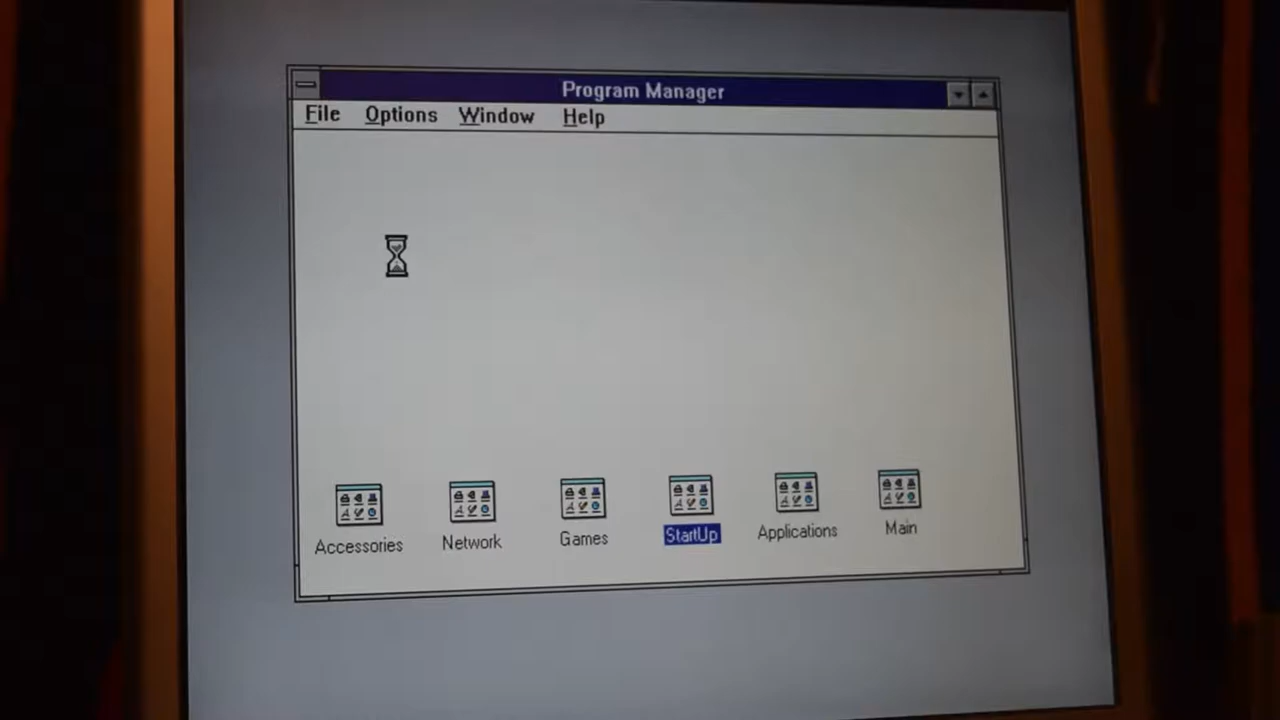 Program Manager
File Options Window Help
Accessories Network Games StartUp Applications Main